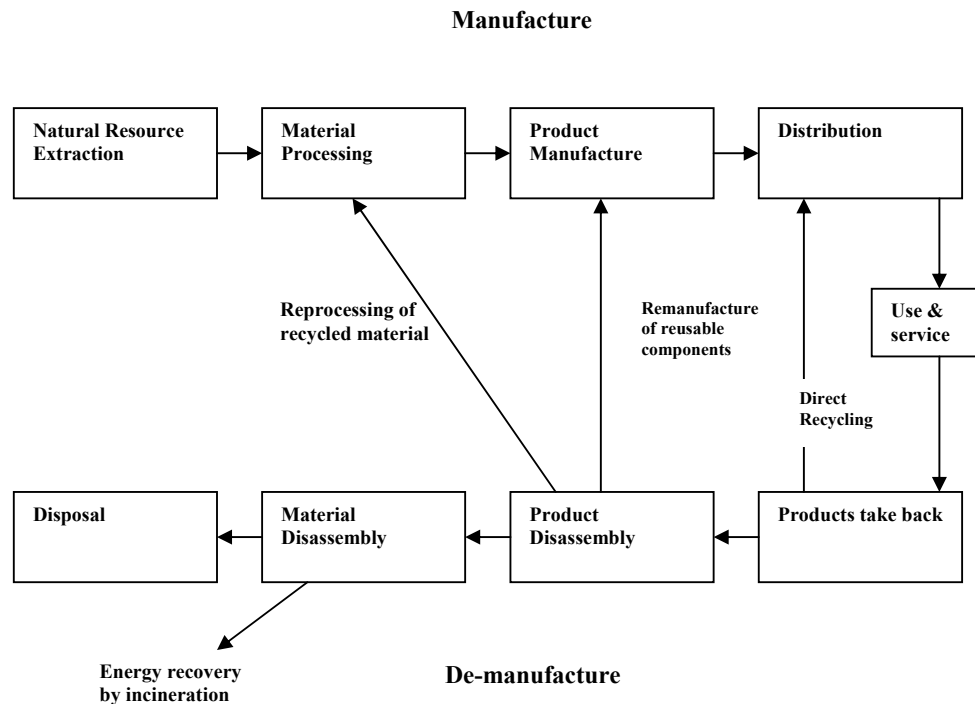 Manufacture
Natural Resource
Extraction
Material
Processing
Product
Manufacture
Distribution
Reprocessing of
recycled material
Remanufacture
of reusable
components
Use &
service
Direct
Recycling
Disposal
Material
Disassembly
Product
Disassembly
Products take back
Energy recovery
by incineration
De-manufacture